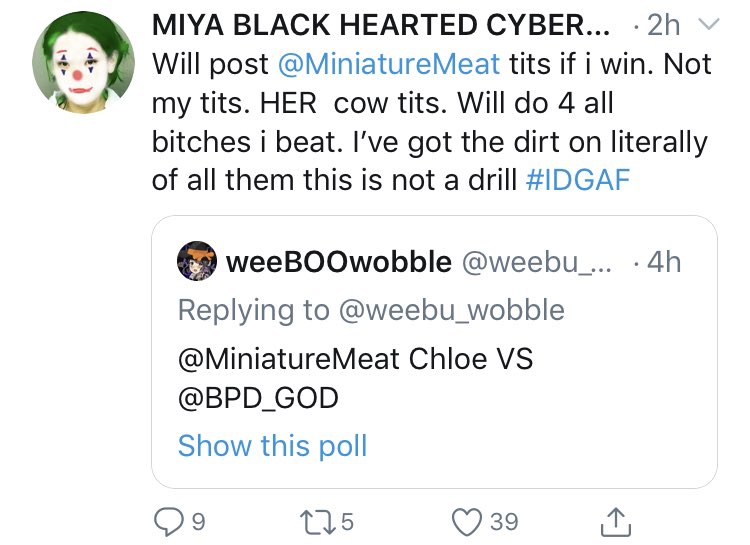 MIYA BLACK HEARTED CYBER... · 2h
Will post @MiniatureMeat tits if i win. Not
my tits. HER cow tits. Will do 4 all
bitches i beat. I’ve got the dirt on literally
of all them this is not a drill #IDGAF
weeBOOwobble @weebu_... · 4h
Replying to @weebu_wobble
@MiniatureMeat Chloe VS
@BPD_GOD
Show this poll
9 5 39